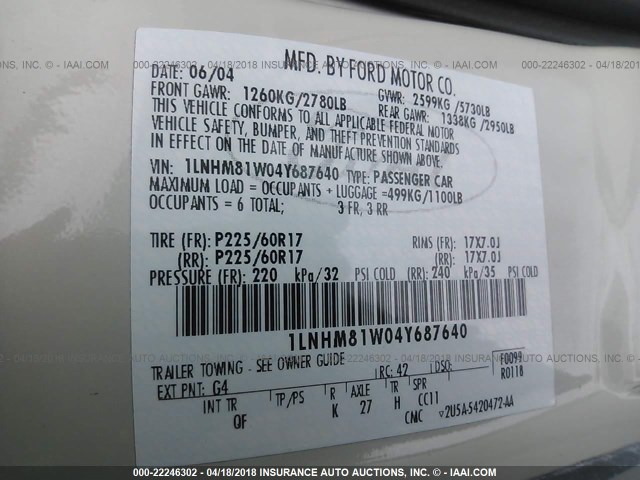 000-22246302 - 04/18/2018 INSURANCE AUTO AUCTIONS, INC. - © IAAI.COM
MFD. BY FORD MOTOR CO.
DATE: 06/04
FRONT GAWR: 1260KG/2780LB
GVWR: 2599KG/5730LB
REAR GAWR: 1338KG/2950LB
THIS VEHICLE CONFORMS TO ALL APPLICABLE FEDERAL MOTOR
VEHICLE SAFETY, BUMPER, AND THEFT PREVENTION STANDARDS
IN EFFECT ON THE DATE OF MANUFACTURE SHOWN ABOVE.
VIN: 1LNHM81W04Y687640 TYPE: PASSENGER CAR
MAXIMUM LOAD = OCCUPANTS + LUGGAGE =499KG/1100LB
OCCUPANTS = 6 TOTAL; 3 FR, 3 RR
TIRE (FR): P225/60R17 RIMS (FR): 17X7.0J
(RR): P225/60R17 (RR): 17X7.0J
PRESSURE (FR): 220 kPa/32 PSI COLD (RR): 240 kPa/35 PSI COLD
1LNHM81W04Y687640
TRAILER TOWING - SEE OWNER GUIDE RC: 42 DSO: F0099
R0118
EXT PNT: G4
INT TR TP/PS R AXLE TR SPR
OF K 27 H CC11
CMC ▽2U5A-5420472-AA
000-22246302 - 04/18/2018 INSURANCE AUTO AUCTIONS, INC. - © IAAI.COM